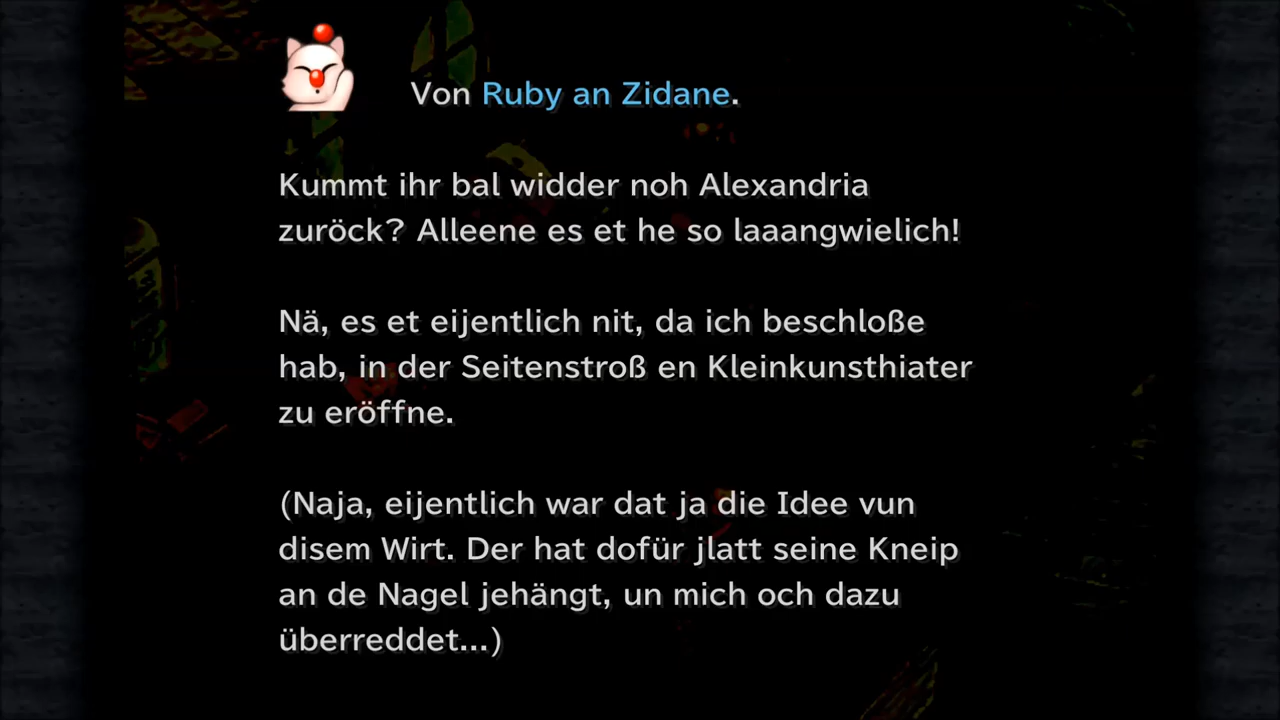 Von Ruby an Zidane.
Kummt ihr bal widder noh Alexandria
zuröck? Alleene es et he so laaangwielich!
Nä, es et eijentlich nit, da ich beschloße
hab, in der Seitenstroß en Kleinkunsthiater
zu eröffne.
(Naja, eijentlich war dat ja die Idee vun
disem Wirt. Der hat dofür jlatt seine Kneip
an de Nagel jehängt, un mich och dazu
überreddet...)